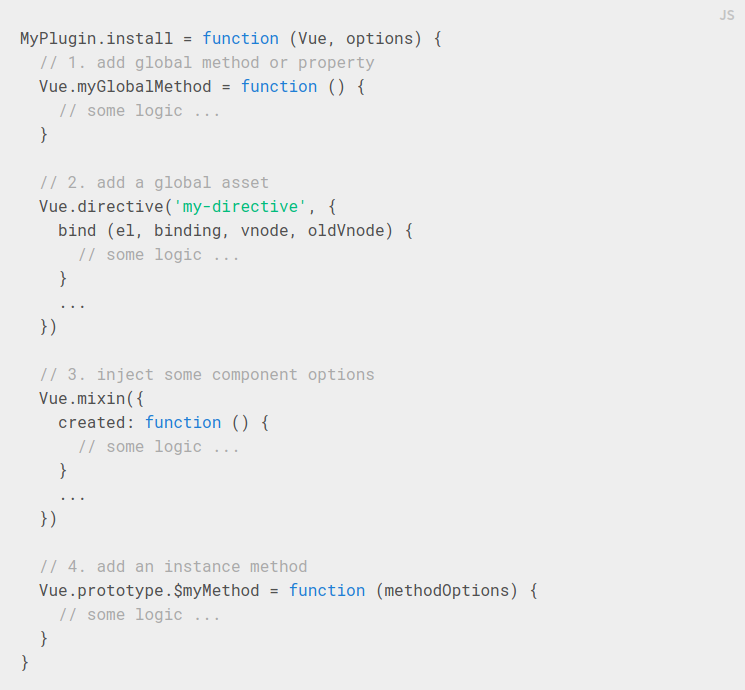 JS
MyPlugin.install = function (Vue, options) {
  // 1. add global method or property
  Vue.myGlobalMethod = function () {
    // some logic ...
  }

  // 2. add a global asset
  Vue.directive('my-directive', {
    bind (el, binding, vnode, oldVnode) {
      // some logic ...
    }
    ...
  })

  // 3. inject some component options
  Vue.mixin({
    created: function () {
      // some logic ...
    }
    ...
  })

  // 4. add an instance method
  Vue.prototype.$myMethod = function (methodOptions) {
    // some logic ...
  }
}